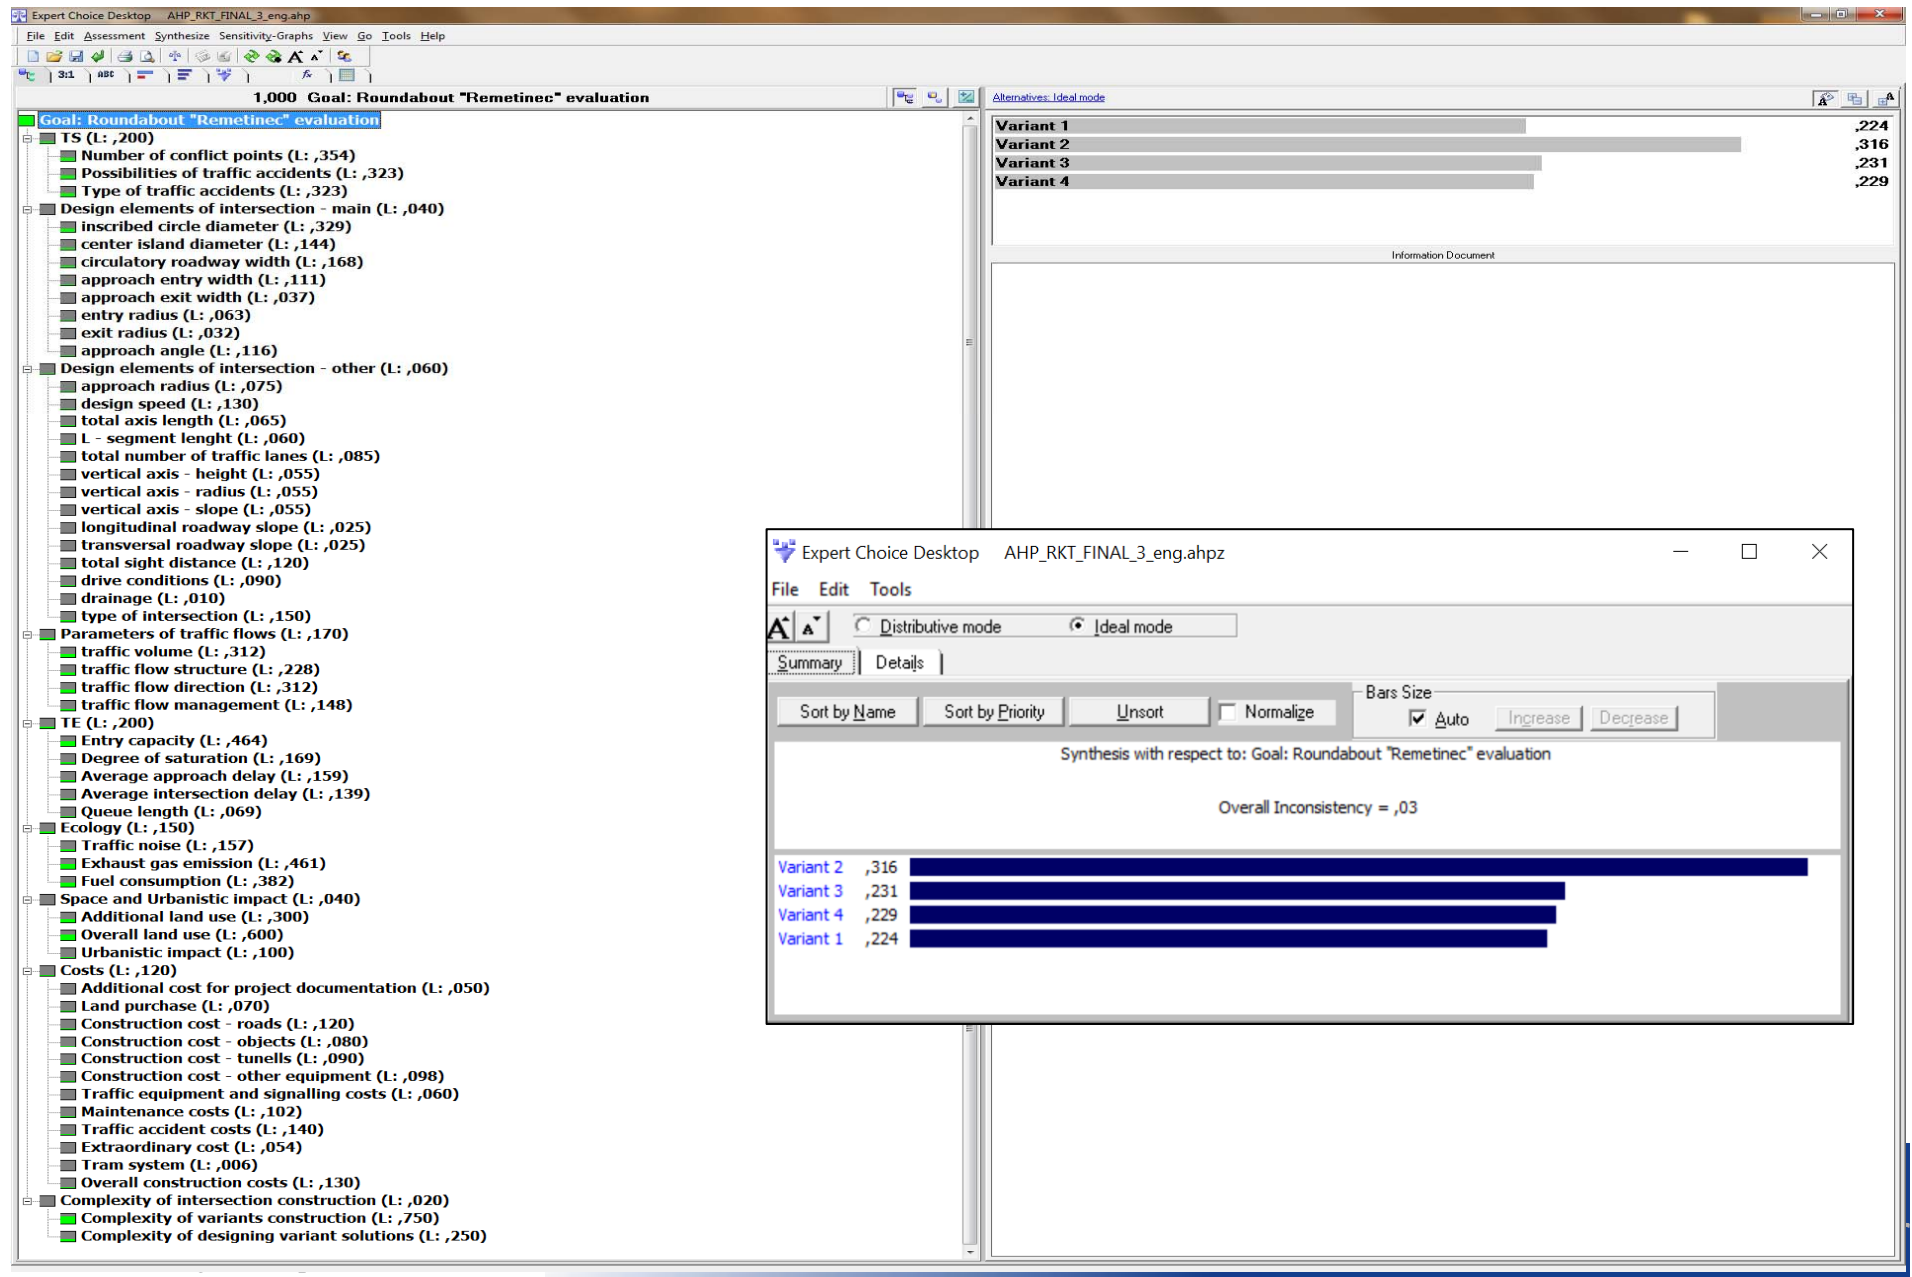 Expert Choice Desktop AHP_RKT_FINAL_3_eng.ahp
File Edit Assessment Synthesize Sensitivity-Graphs View Go Tools Help
3:1 ABC fx
1,000 Goal: Roundabout "Remetinec" evaluation
Goal: Roundabout "Remetinec" evaluation
TS (L: ,200)
Number of conflict points (L: ,354)
Possibilities of traffic accidents (L: ,323)
Type of traffic accidents (L: ,323)
Design elements of intersection - main (L: ,040)
inscribed circle diameter (L: ,329)
center island diameter (L: ,144)
circulatory roadway width (L: ,168)
approach entry width (L: ,111)
approach exit width (L: ,037)
entry radius (L: ,063)
exit radius (L: ,032)
approach angle (L: ,116)
Design elements of intersection - other (L: ,060)
approach radius (L: ,075)
design speed (L: ,130)
total axis length (L: ,065)
L - segment lenght (L: ,060)
total number of traffic lanes (L: ,085)
vertical axis - height (L: ,055)
vertical axis - radius (L: ,055)
vertical axis - slope (L: ,055)
longitudinal roadway slope (L: ,025)
transversal roadway slope (L: ,025)
total sight distance (L: ,120)
drive conditions (L: ,090)
drainage (L: ,010)
type of intersection (L: ,150)
Parameters of traffic flows (L: ,170)
traffic volume (L: ,312)
traffic flow structure (L: ,228)
traffic flow direction (L: ,312)
traffic flow management (L: ,148)
TE (L: ,200)
Entry capacity (L: ,464)
Degree of saturation (L: ,169)
Average approach delay (L: ,159)
Average intersection delay (L: ,139)
Queue length (L: ,069)
Ecology (L: ,150)
Traffic noise (L: ,157)
Exhaust gas emission (L: ,461)
Fuel consumption (L: ,382)
Space and Urbanistic impact (L: ,040)
Additional land use (L: ,300)
Overall land use (L: ,600)
Urbanistic impact (L: ,100)
Costs (L: ,120)
Additional cost for project documentation (L: ,050)
Land purchase (L: ,070)
Construction cost - roads (L: ,120)
Construction cost - objects (L: ,080)
Construction cost - tunells (L: ,090)
Construction cost - other equipment (L: ,098)
Traffic equipment and signalling costs (L: ,060)
Maintenance costs (L: ,102)
Traffic accident costs (L: ,140)
Extraordinary cost (L: ,054)
Tram system (L: ,006)
Overall construction costs (L: ,130)
Complexity of intersection construction (L: ,020)
Complexity of variants construction (L: ,750)
Complexity of designing variant solutions (L: ,250)
Alternatives: Ideal mode
Variant 1 ,224
Variant 2 ,316
Variant 3 ,231
Variant 4 ,229
Information Document
Expert Choice Desktop AHP_RKT_FINAL_3_eng.ahpz
File Edit Tools
A A Distributive mode Ideal mode
Summary Details
Bars Size
Sort by Name Sort by Priority Unsort Normalize Auto Increase Decrease
Synthesis with respect to: Goal: Roundabout "Remetinec" evaluation
Overall Inconsistency = ,03
Variant 2 ,316
Variant 3 ,231
Variant 4 ,229
Variant 1 ,224